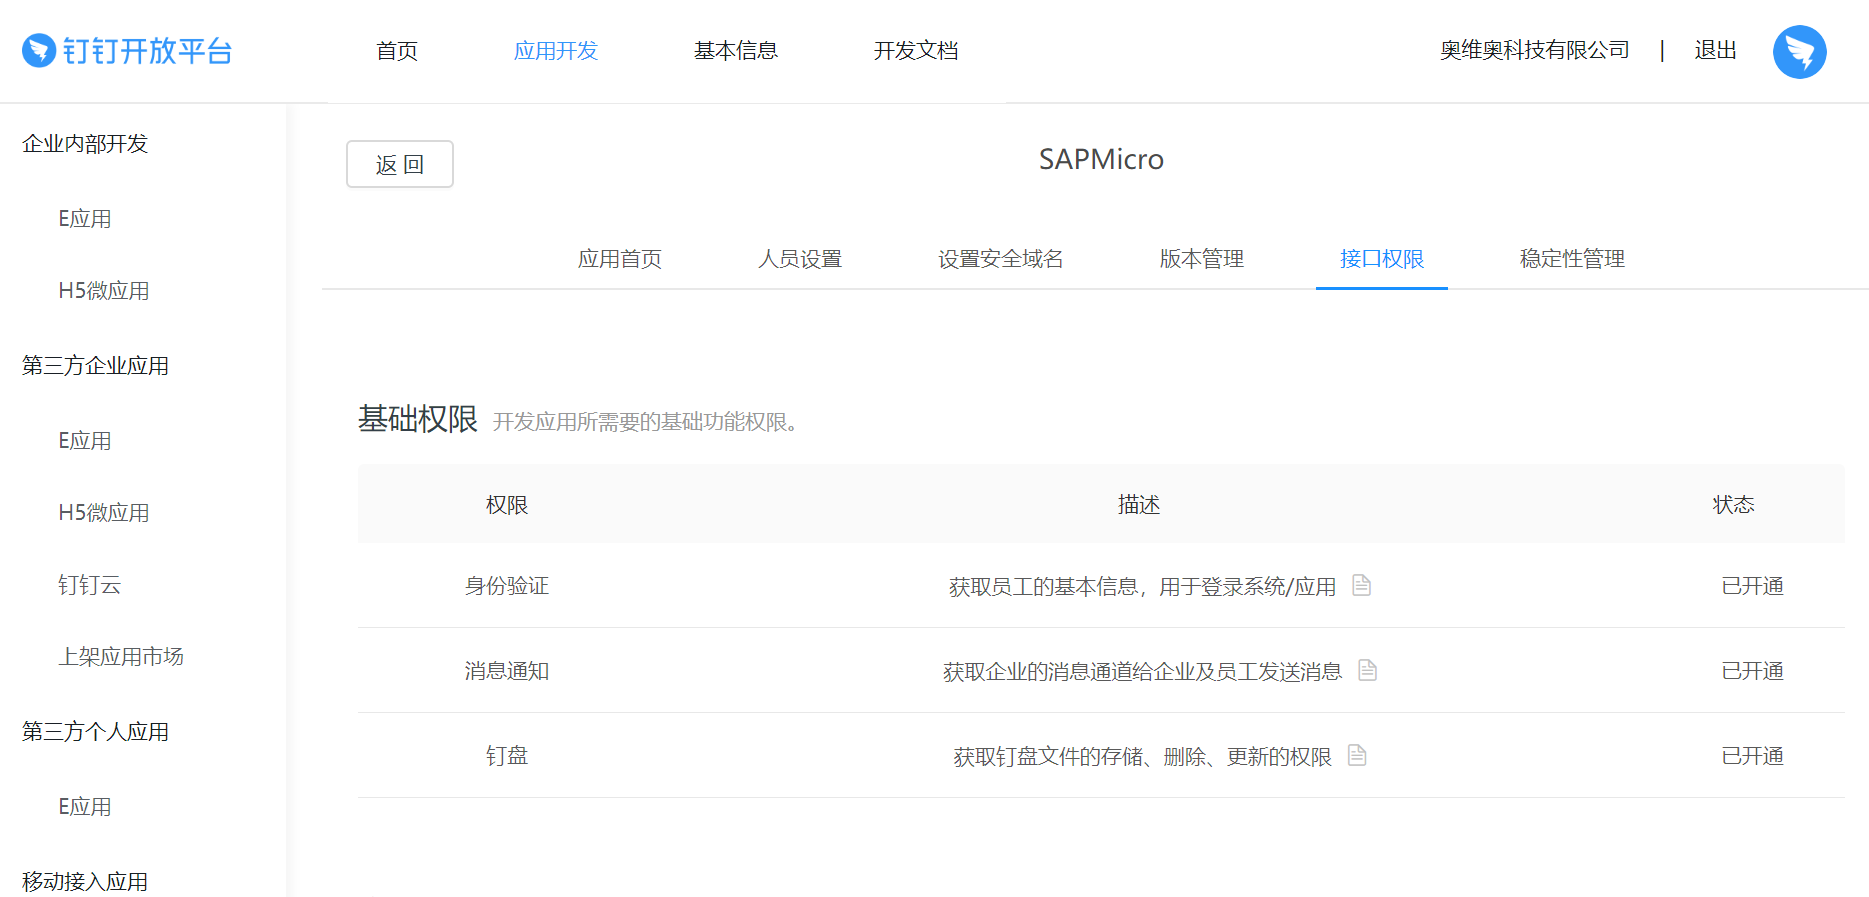 钉钉开放平台
首页
应用开发
基本信息
开发文档
奥维奥科技有限公司 | 退出
企业内部开发
E应用
H5微应用
第三方企业应用
E应用
H5微应用
钉钉云
上架应用市场
第三方个人应用
E应用
移动接入应用
返 回
SAPMicro
应用首页
人员设置
设置安全域名
版本管理
接口权限
稳定性管理
基础权限 开发应用所需要的基础功能权限。
权限 描述 状态
身份验证 获取员工的基本信息，用于登录系统/应用 已开通
消息通知 获取企业的消息通道给企业及员工发送消息 已开通
钉盘 获取钉盘文件的存储、删除、更新的权限 已开通